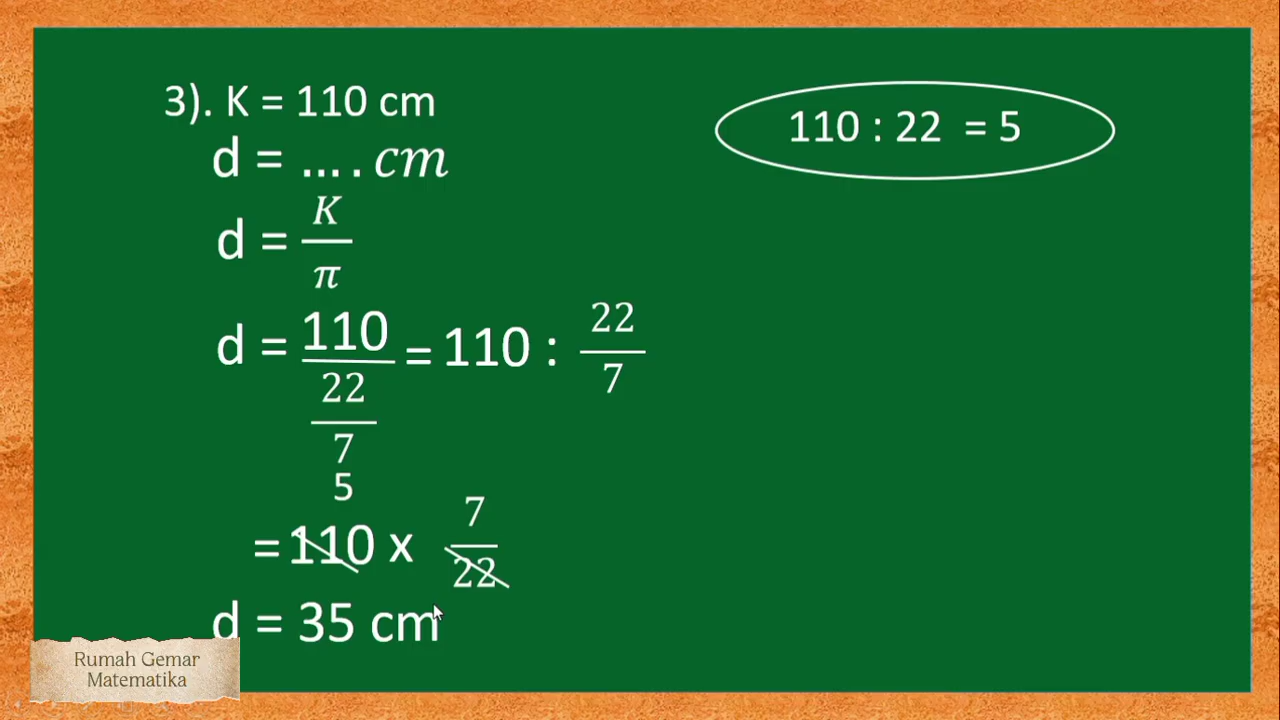 3). K = 110 cm
d = ... . cm
d = K/π
d = 110/(22/7) = 110 : 22/7
5
= 110 x 7/22
d = 35 cm
110 : 22 = 5
Rumah Gemar
Matematika